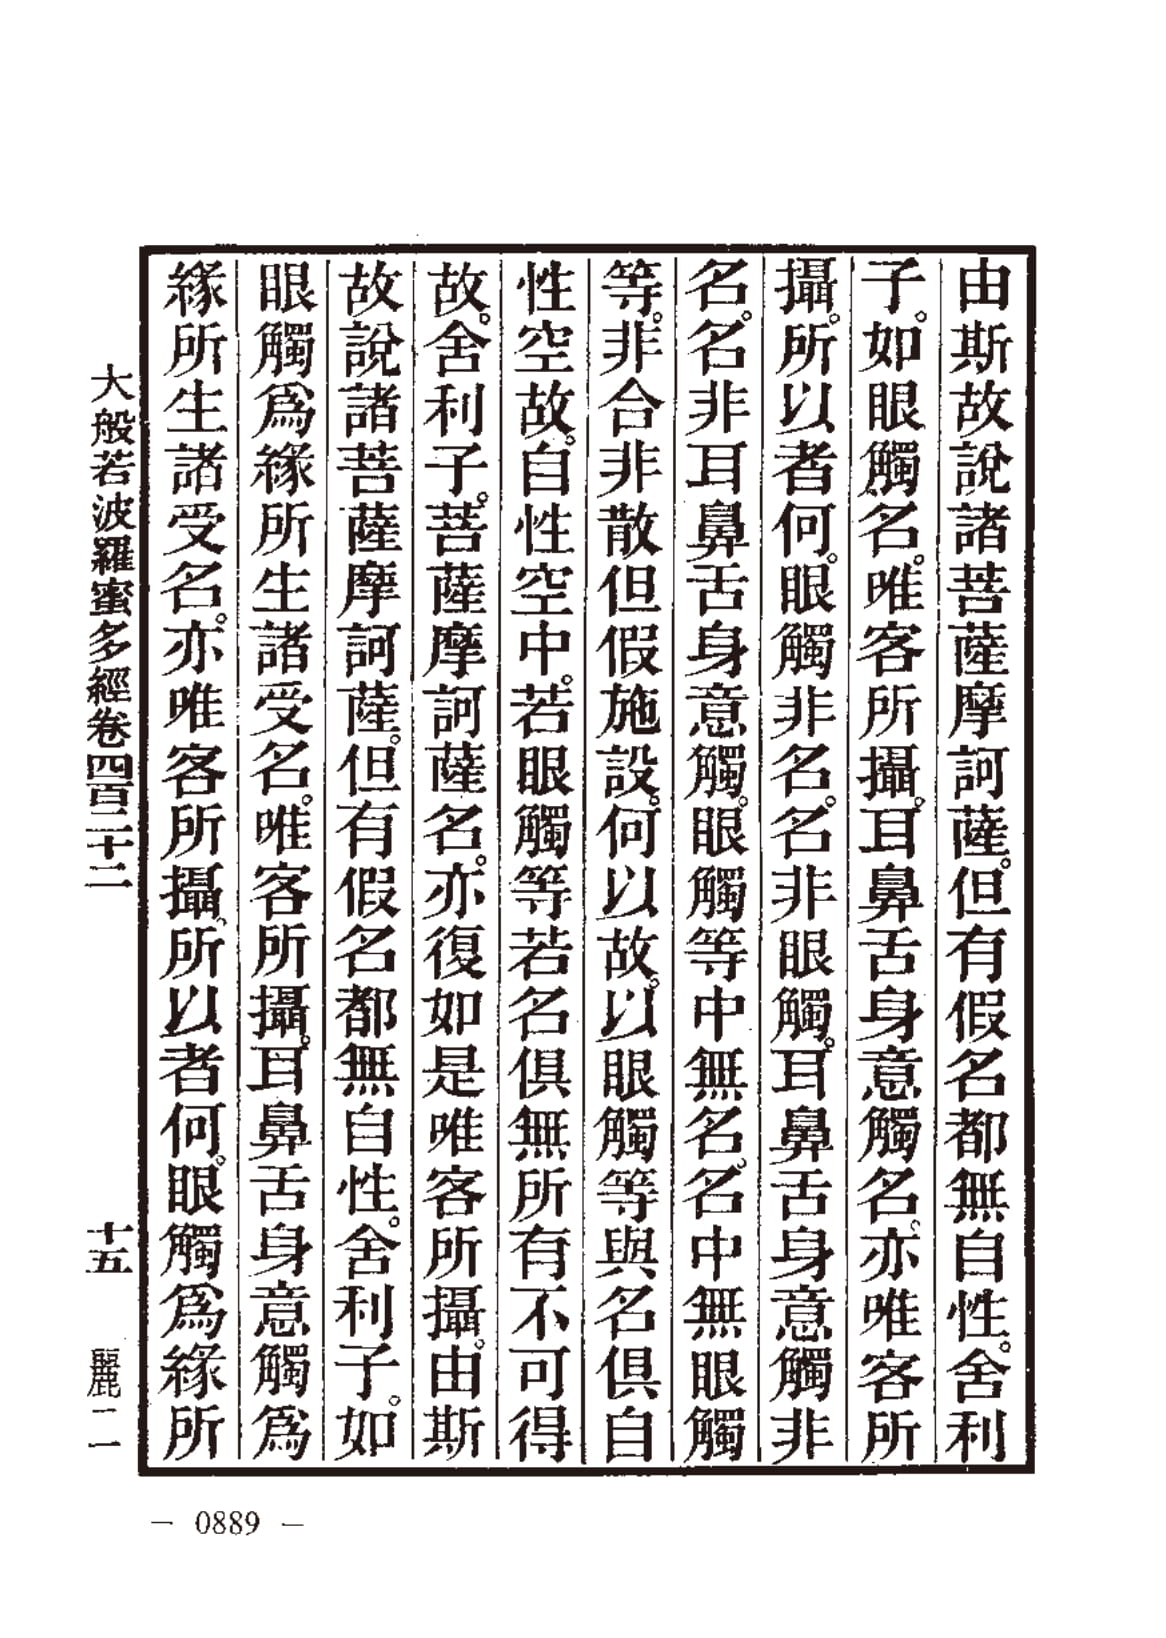 由斯故說諸菩薩摩訶薩。但有假名都無自性。舍利
子。如眼觸名。唯客所攝。耳鼻舌身意觸名。亦唯客所
攝。所以者何。眼觸非名。名非眼觸。耳鼻舌身意觸非
名。名非耳鼻舌身意觸。眼觸等中無名。名中無眼觸
等。非合非散但假施設。何以故。以眼觸等與名俱自
性空故。自性空中。若眼觸等若名俱無所有不可得
故。舍利子。菩薩摩訶薩名。亦復如是唯客所攝。由斯
故說諸菩薩摩訶薩。但有假名都無自性。舍利子。如
眼觸爲緣所生諸受名。唯客所攝。耳鼻舌身意觸爲
緣所生諸受名。亦唯客所攝。所以者何。眼觸爲緣所
大般若波羅蜜多經卷四百二十二 十五 麗二
— 0889 —